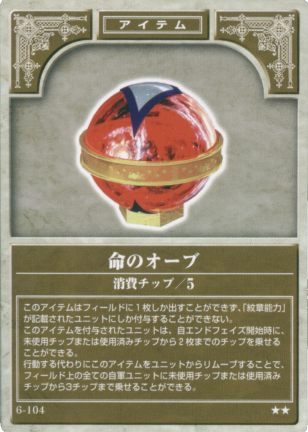 アイテム
命のオーブ
消費チップ／5
このアイテムはフィールドに1枚しか出すことができず、「紋章能力」
が記載されたユニットにしか付与することができない。
このアイテムを付与されたユニットは、自エンドフェイズ開始時に、
未使用チップまたは使用済みチップから2枚までのチップを乗せる
ことができる。
行動する代わりにこのアイテムをユニットからリムーブすることで、
フィールド上の全ての自軍ユニットに未使用チップまたは使用済み
チップから3チップまで乗せることができる。
6-104
★★